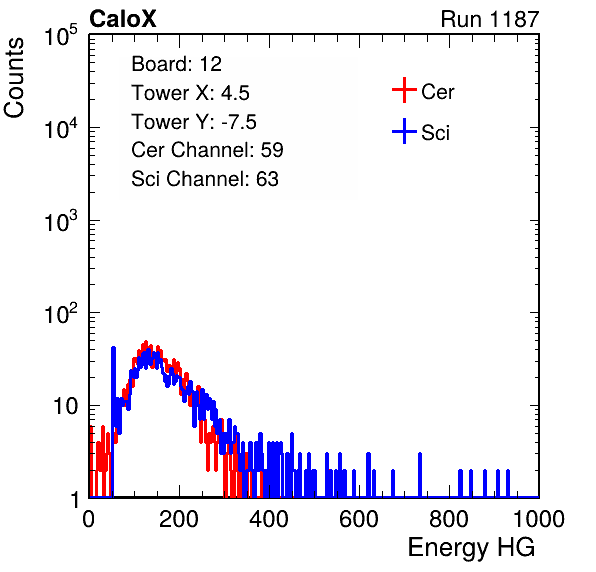 CaloX Run 1187
Counts
Board: 12
Tower X: 4.5
Tower Y: -7.5
Cer Channel: 59
Sci Channel: 63
Cer
Sci
10^5
10^4
10^3
10^2
10
1
0 200 400 600 800 1000
Energy HG